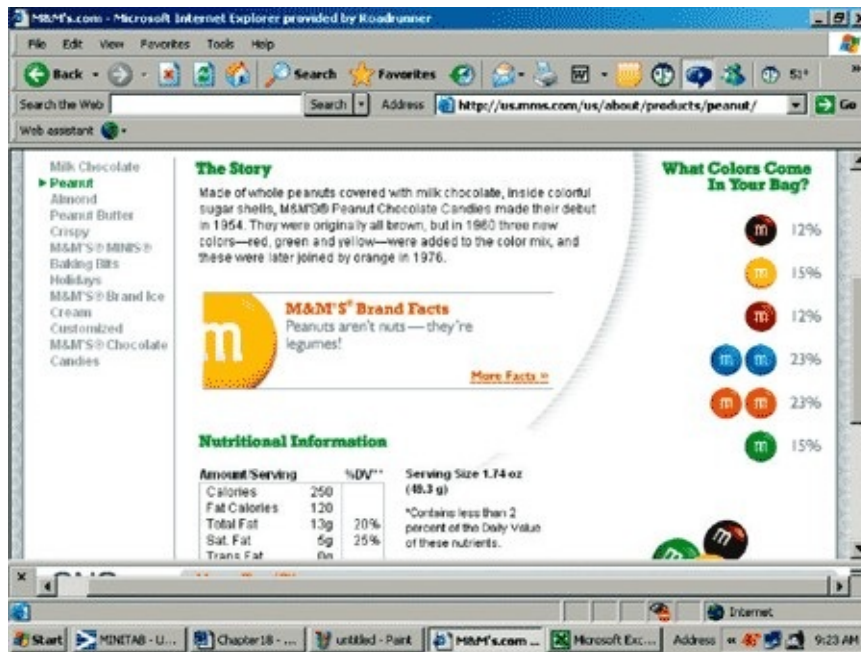 M&M's.com - Microsoft Internet Explorer provided by Roadrunner
File Edit View Favorites Tools Help
Back Search Favorites 51°
Search the Web Search Address http://us.mms.com/us/about/products/peanut/ Go
Web assistant
Milk Chocolate
Peanut
Almond
Peanut Butter
Crispy
M&M'S® MINIS®
Baking Bits
Holidays
M&M'S® Brand Ice
Cream
Customized
M&M'S® Chocolate
Candies
The Story
Made of whole peanuts covered with milk chocolate, inside colorful
sugar shells, M&M'S® Peanut Chocolate Candies made their debut
in 1954. They were originally all brown, but in 1960 three new
colors—red, green and yellow—were added to the color mix, and
these were later joined by orange in 1976.
m
M&M'S® Brand Facts
Peanuts aren't nuts — they're
legumes!
More Facts »
Nutritional Information
Amount/Serving %DV**
Calories 250
Fat Calories 120
Total Fat 13g 20%
Sat. Fat 5g 25%
Trans Fat 0g
Serving Size 1.74 oz
(49.3 g)
*Contains less than 2
percent of the Daily Value
of these nutrients.
What Colors Come
In Your Bag?
m 12%
m 15%
m 12%
m m 23%
m m 23%
m 15%
m
m
Internet
Start MINITAB - U... Chapter18 - ... untitled - Paint M&M's.com ... Microsoft Exc... Address « 9:23 AM